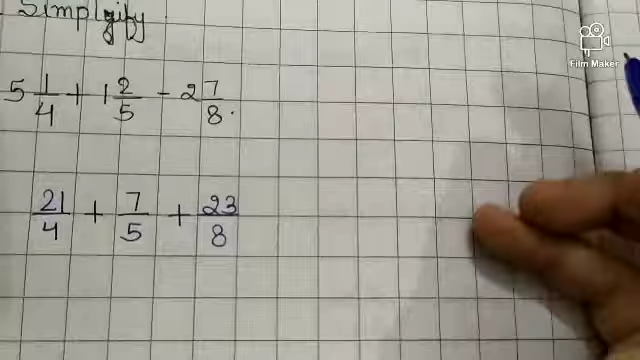 Simplify
5 1/4 + 1 2/5 - 2 7/8.
21/4 + 7/5 + 23/8
Film Maker